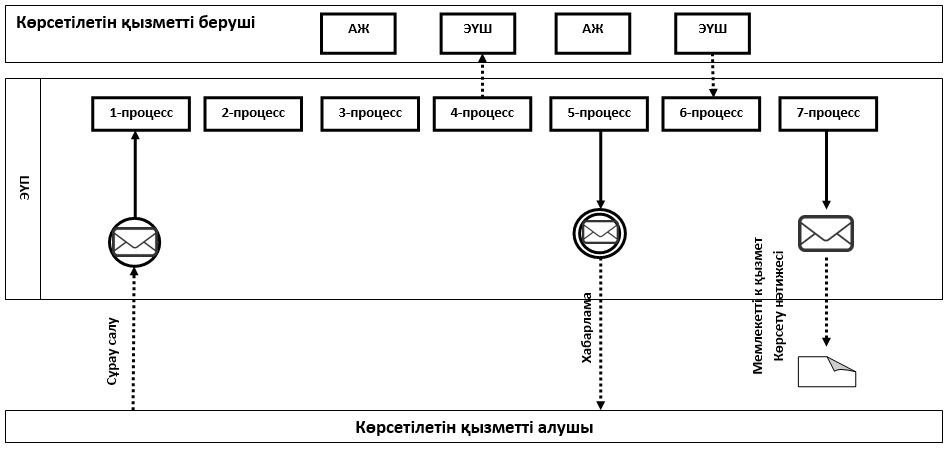 Көрсетілетін қызметті беруші
АЖ
ЭҮШ
АЖ
ЭҮШ
ЭҮП
1-процесс
2-процесс
3-процесс
4-процесс
5-процесс
6-процесс
7-процесс
Сұрау салу
Хабарлама
Мемлекетті к қызмет
Көрсету нәтижесі
Көрсетілетін қызметті алушы